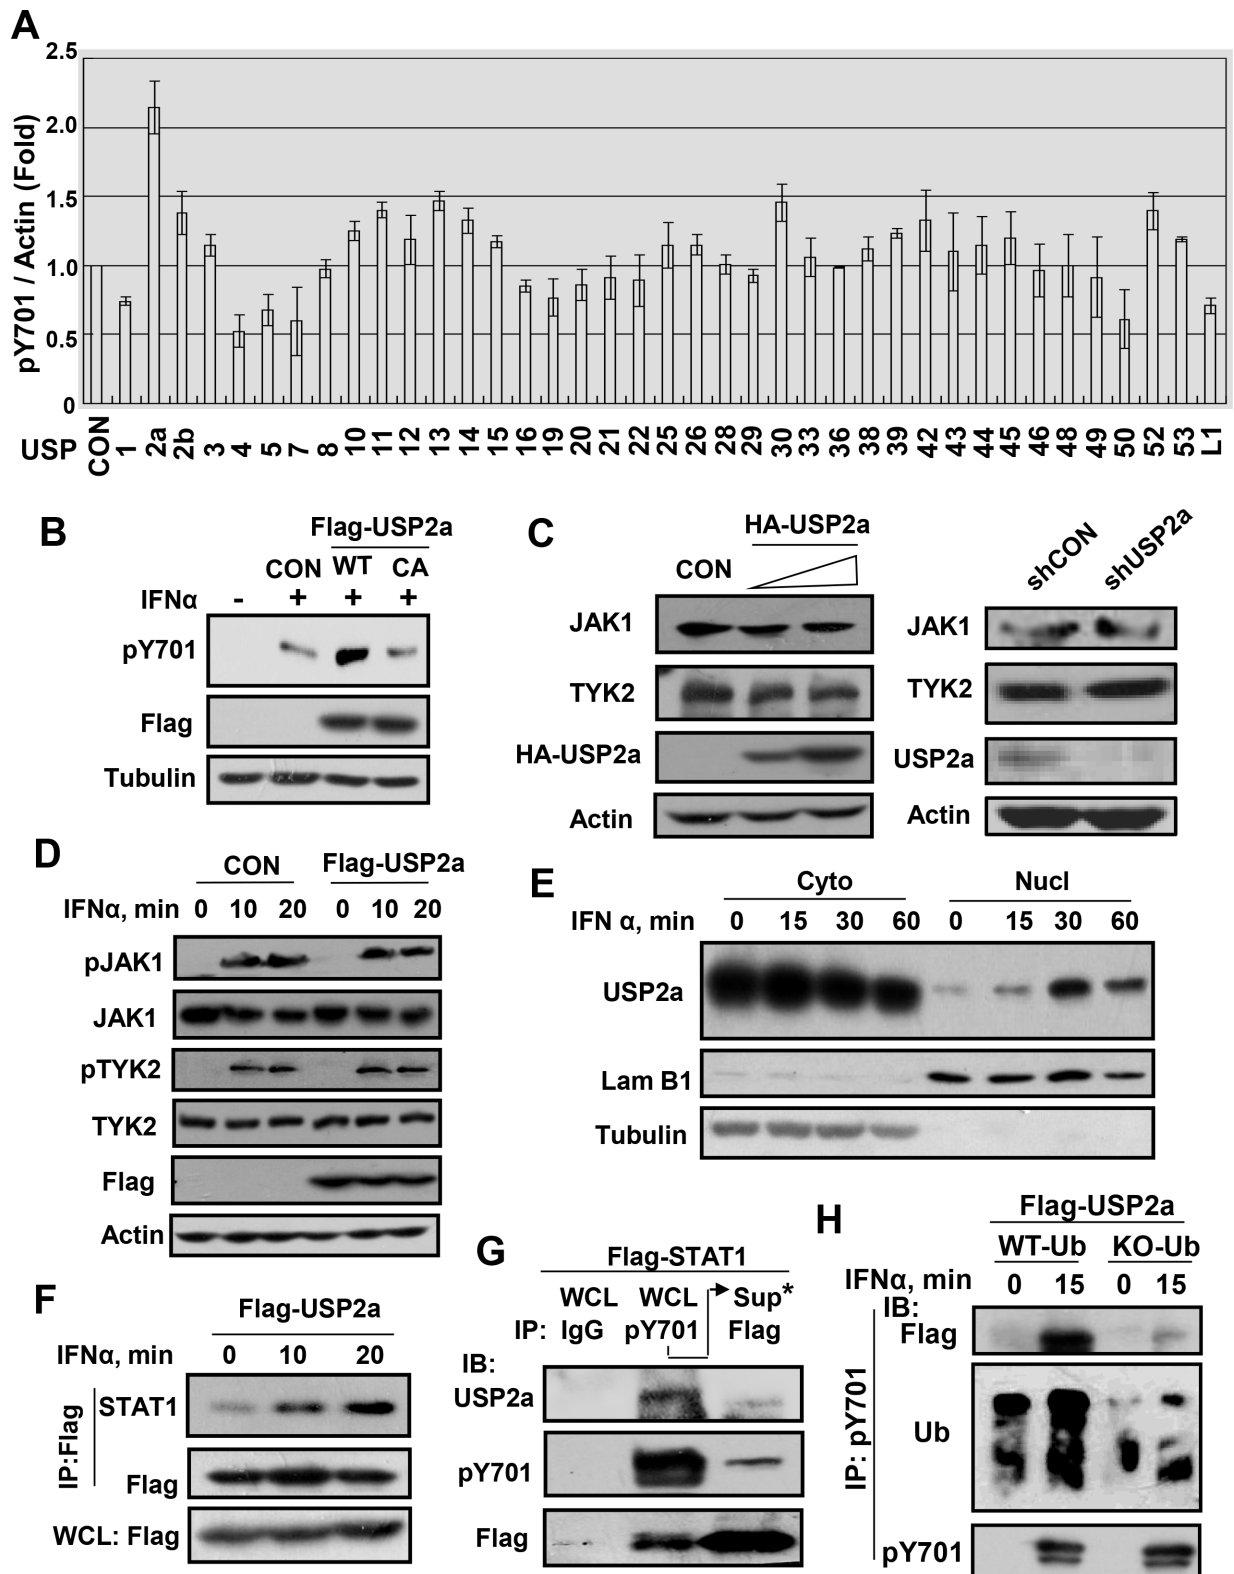 A
2.5
2.0
1.5
1.0
0.5
0
pY701 / Actin (Fold)
USP CON 1 2a 2b 3 4 5 7 8 10 11 12 13 14 15 16 19 20 21 22 25 26 28 29 30 33 36 38 39 42 43 44 45 46 48 49 50 52 53 L1
B
Flag-USP2a
CON WT CA
IFNα - + + +
pY701
Flag
Tubulin
C
HA-USP2a
CON
JAK1
TYK2
HA-USP2a
Actin
shCON shUSP2a
JAK1
TYK2
USP2a
Actin
D
CON Flag-USP2a
IFNα, min 0 10 20 0 10 20
pJAK1
JAK1
pTYK2
TYK2
Flag
Actin
E
Cyto Nucl
IFN α, min 0 15 30 60 0 15 30 60
USP2a
Lam B1
Tubulin
F
Flag-USP2a
IFNα, min 0 10 20
IP:Flag
STAT1
Flag
WCL: Flag
G
Flag-STAT1
WCL WCL Sup*
IP: IgG pY701 Flag
IB:
USP2a
pY701
Flag
H
Flag-USP2a
WT-Ub KO-Ub
IFNα, min 0 15 0 15
IB:
IP: pY701
Flag
Ub
pY701